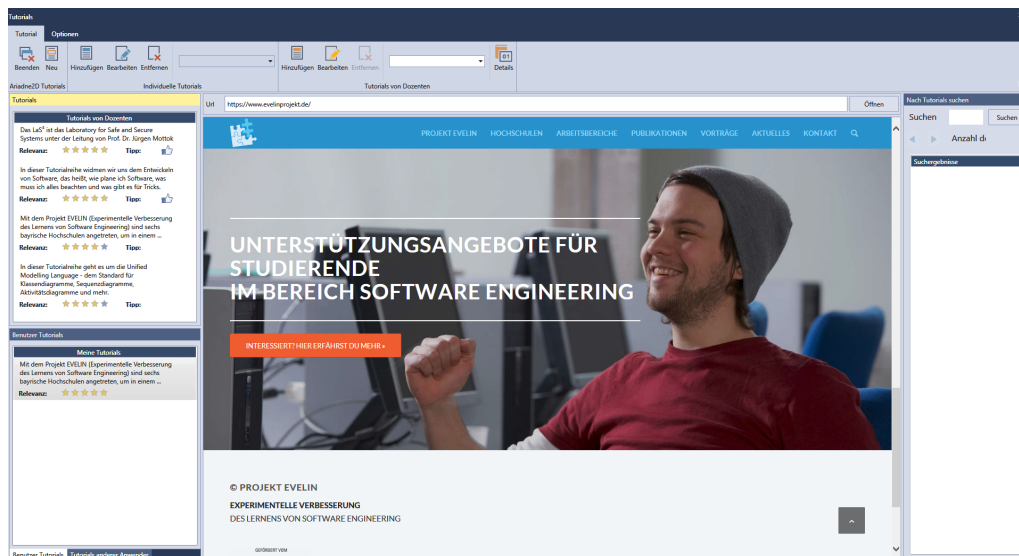 Tutorials
Tutorial Optionen
Beenden Neu Hinzufügen Bearbeiten Entfernen Hinzufügen Bearbeiten Entfernen Details
Ariadne2D Tutorials Individuelle Tutorials Tutorials von Dozenten
Tutorials
Tutorials von Dozenten
Das LaS³ ist das Laboratory for Safe and Secure
Systems unter der Leitung von Prof. Dr. Jürgen Mottok
Relevanz: Tipp:
In dieser Tutorialreihe widmen wir uns dem Entwickeln
von Software, das heißt, wie plane ich Software, was
muss ich alles beachten und was gibt es für Tricks.
Relevanz: Tipp:
Mit dem Projekt EVELIN (Experimentelle Verbesserung
des Lernens von Software Engineering) sind sechs
bayrische Hochschulen angetreten, um in einem ...
Relevanz: Tipp:
In dieser Tutorialreihe geht es um die Unified
Modelling Language - dem Standard für
Klassendiagramme, Sequenzdiagramme,
Aktivitätsdiagramme und mehr.
Relevanz: Tipp:
Benutzer Tutorials
Meine Tutorials
Mit dem Projekt EVELIN (Experimentelle Verbesserung
des Lernens von Software Engineering) sind sechs
bayrische Hochschulen angetreten, um in einem ...
Relevanz:
Benutzer Tutorials Tutorials anderer Anwender
Url https://www.evelinprojekt.de/ Öffnen
PROJEKT EVELIN HOCHSCHULEN ARBEITSBEREICHE PUBLIKATIONEN VORTRÄGE AKTUELLES KONTAKT
UNTERSTÜTZUNGSANGEBOTE FÜR
STUDIERENDE
IM BEREICH SOFTWARE ENGINEERING
INTERESSIERT? HIER ERFÄHRST DU MEHR »
© PROJEKT EVELIN
EXPERIMENTELLE VERBESSERUNG
DES LERNENS VON SOFTWARE ENGINEERING
GEFÖRDERT VOM
Nach Tutorials suchen
Suchen Suchen
Anzahl de
Suchergebnisse